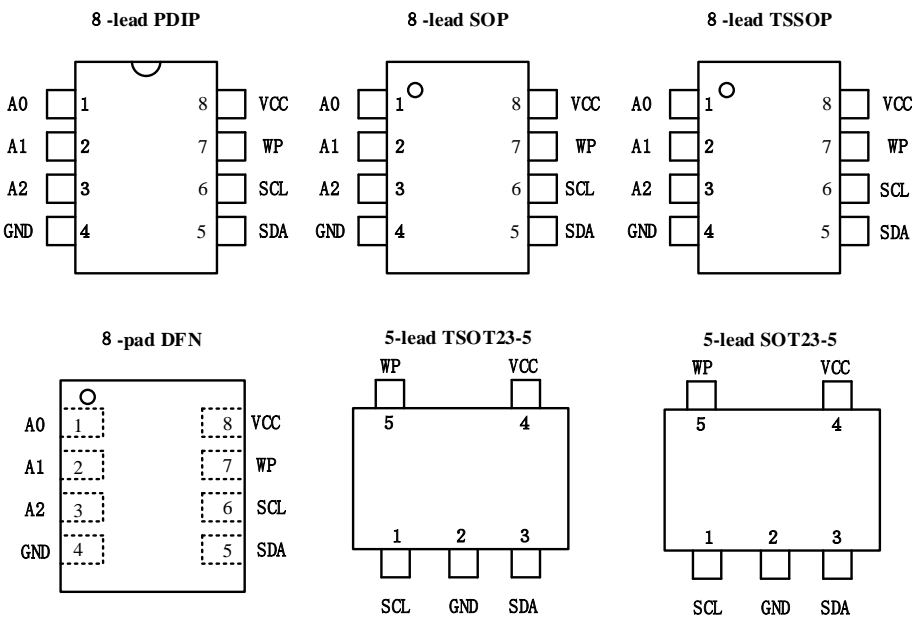 8 -lead PDIP 8 -lead SOP 8 -lead TSSOP
A0 1 8 VCC A0 1 8 VCC A0 1 8 VCC
A1 2 7 WP A1 2 7 WP A1 2 7 WP
A2 3 6 SCL A2 3 6 SCL A2 3 6 SCL
GND 4 5 SDA GND 4 5 SDA GND 4 5 SDA
8 -pad DFN
A0 1 8 VCC
A1 2 7 WP
A2 3 6 SCL
GND 4 5 SDA
5-lead TSOT23-5
WP VCC
5 4
1 2 3
SCL GND SDA
5-lead SOT23-5
WP VCC
5 4
1 2 3
SCL GND SDA